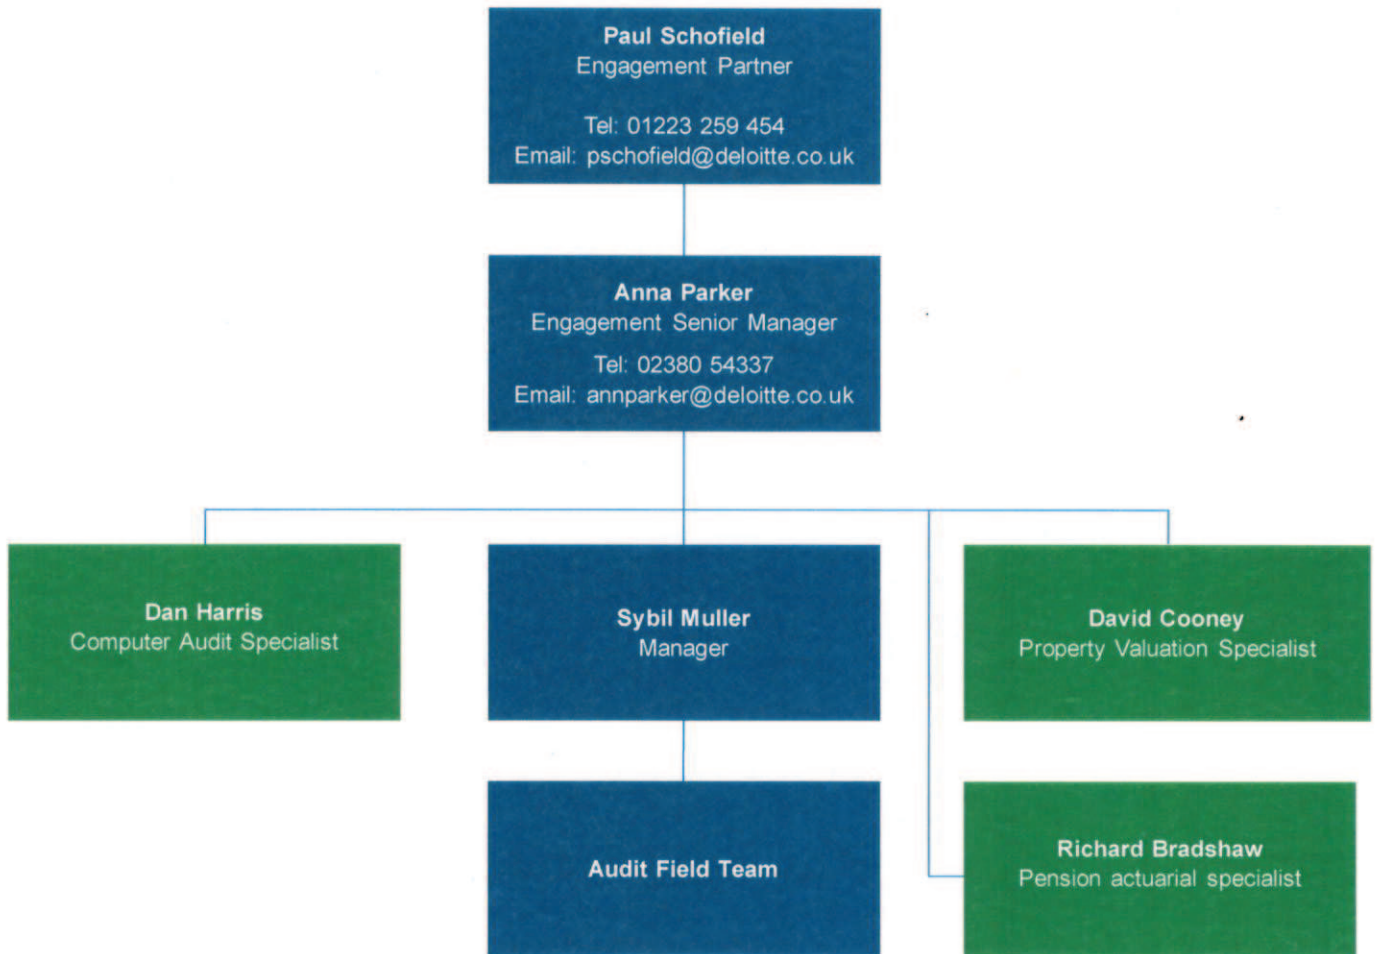 Paul Schofield
Engagement Partner
Tel: 01223 259 454
Email: pschofield@deloitte.co.uk
Anna Parker
Engagement Senior Manager
Tel: 02380 54337
Email: annparker@deloitte.co.uk
Dan Harris
Computer Audit Specialist
Sybil Muller
Manager
David Cooney
Property Valuation Specialist
Audit Field Team
Richard Bradshaw
Pension actuarial specialist